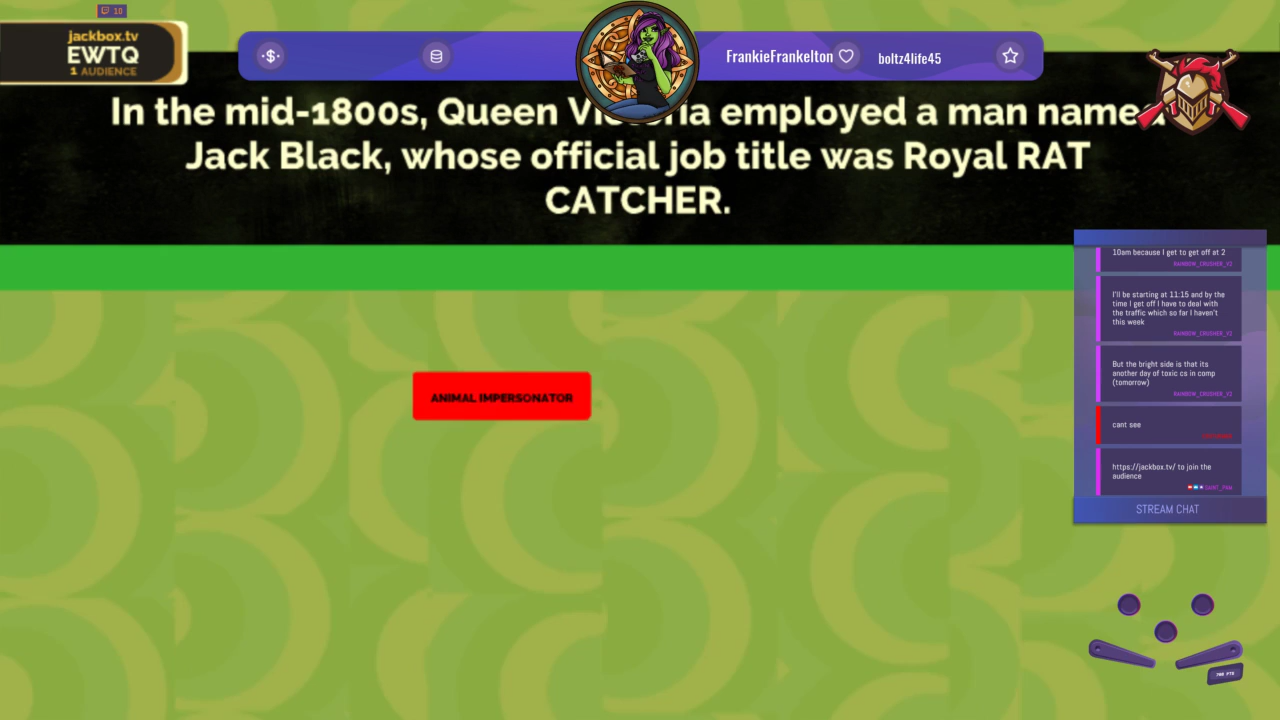 10
jackbox.tv
EWTQ
1 AUDIENCE
FrankieFrankelton
boltz4life45
In the mid-1800s, Queen Victoria employed a man named
Jack Black, whose official job title was Royal RAT
CATCHER.
ANIMAL IMPERSONATOR
10am because I get to get off at 2
RAINBOW_CRUSHER_V2
I'll be starting at 11:15 and by the
time I get off I have to deal with
the traffic which so far I haven't
this week
RAINBOW_CRUSHER_V2
But the bright side is that its
another day of toxic cs in comp
(tomorrow)
RAINBOW_CRUSHER_V2
cant see
https://jackbox.tv/ to join the
audience
STREAM CHAT